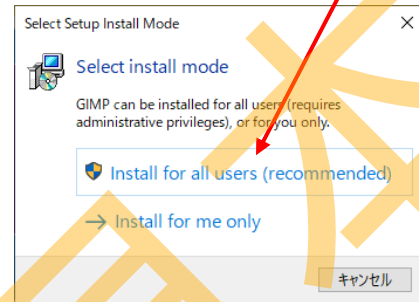 Select Setup Install Mode
Select install mode
GIMP can be installed for all users (requires
administrative privileges), or for you only.
Install for all users (recommended)
Install for me only
キャンセル